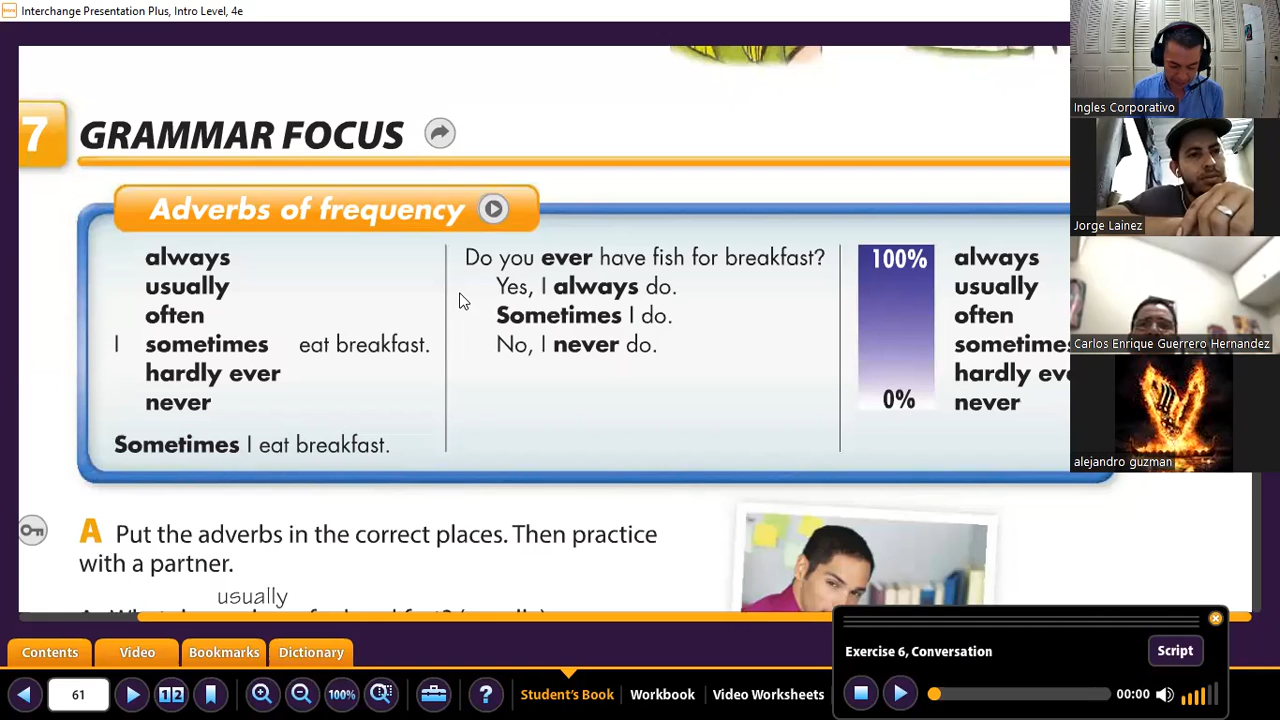 Interchange Presentation Plus, Intro Level, 4e
7 GRAMMAR FOCUS
Adverbs of frequency
always
usually
often
I sometimes eat breakfast.
hardly ever
never
Sometimes I eat breakfast.
Do you ever have fish for breakfast?
Yes, I always do.
Sometimes I do.
No, I never do.
100%
0%
always
usually
often
sometimes
hardly eve
never
A Put the adverbs in the correct places. Then practice
with a partner.
usually
Ingles Corporativo
Jorge Lainez
Carlos Enrique Guerrero Hernandez
alejandro guzman
Exercise 6, Conversation
Script
00:00
Contents
Video
Bookmarks
Dictionary
61
1 2
100%
?
Student's Book
Workbook
Video Worksheets